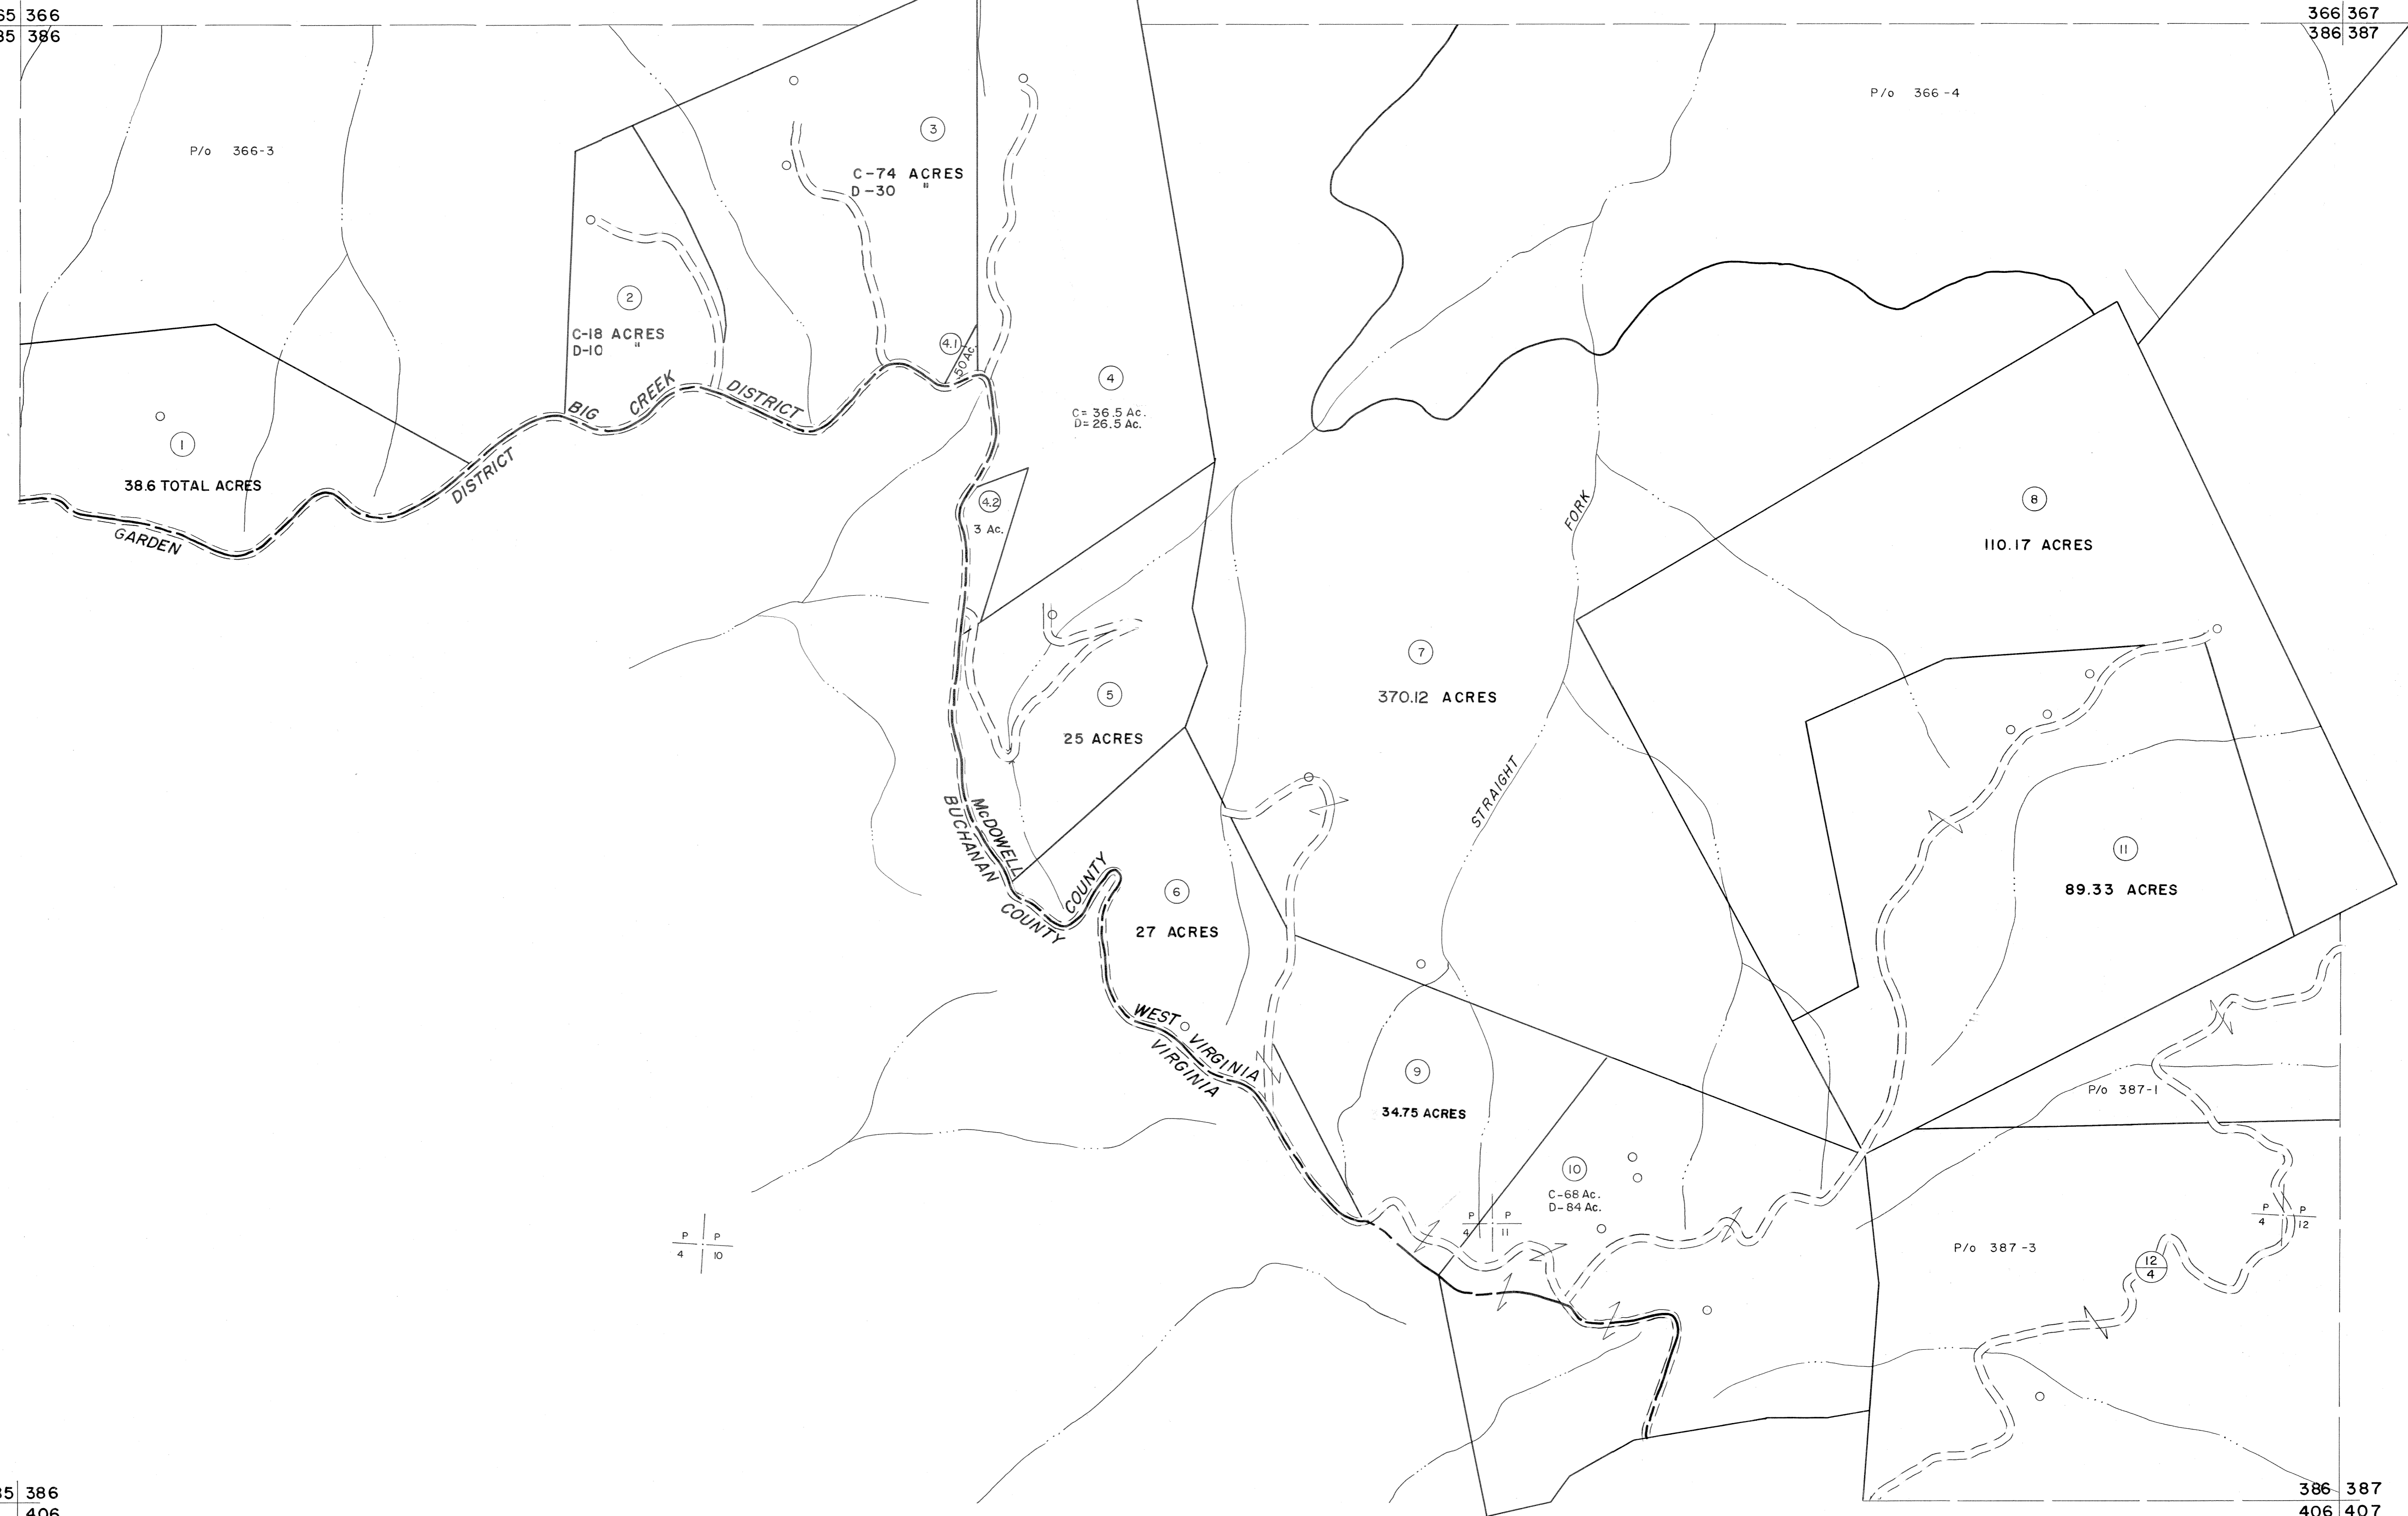 65 366
85 386
366 367
386 387
P/o 366-3
P/o 366-4
3
C-74 ACRES
D-30 "
2
C-18 ACRES
D-10 "
4.1
.50 Ac.
4
C= 36.5 Ac.
D= 26.5 Ac.
1
38.6 TOTAL ACRES
BIG CREEK DISTRICT
GARDEN DISTRICT
4.2
3 Ac.
8
110.17 ACRES
STRAIGHT FORK
7
370.12 ACRES
5
25 ACRES
McDOWELL COUNTY
BUCHANAN COUNTY
6
27 ACRES
11
89.33 ACRES
WEST VIRGINIA
VIRGINIA
9
34.75 ACRES
P/o 387-1
10
C-68 Ac.
D-84 Ac.
P P
4 10
P P
4 11
P P
4 12
P/o 387-3
12
4
85 386
406
386 387
406 407